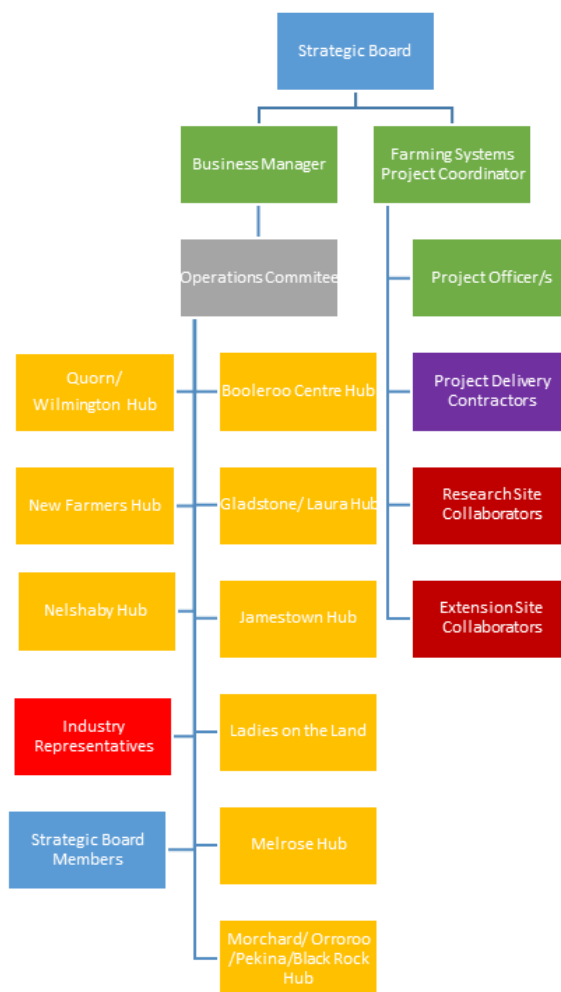 Strategic Board
Business Manager
Farming Systems
Project Coordinator
Operations Commitee
Project Officer/s
Quorn/
Wilmington Hub
Booleroo Centre Hub
Project Delivery
Contractors
New Farmers Hub
Gladstone/ Laura Hub
Research Site
Collaborators
Nelshaby Hub
Jamestown Hub
Extension Site
Collaborators
Industry
Representatives
Ladies on the Land
Strategic Board
Members
Melrose Hub
Morchard/ Orroroo
/Pekina/Black Rock
Hub